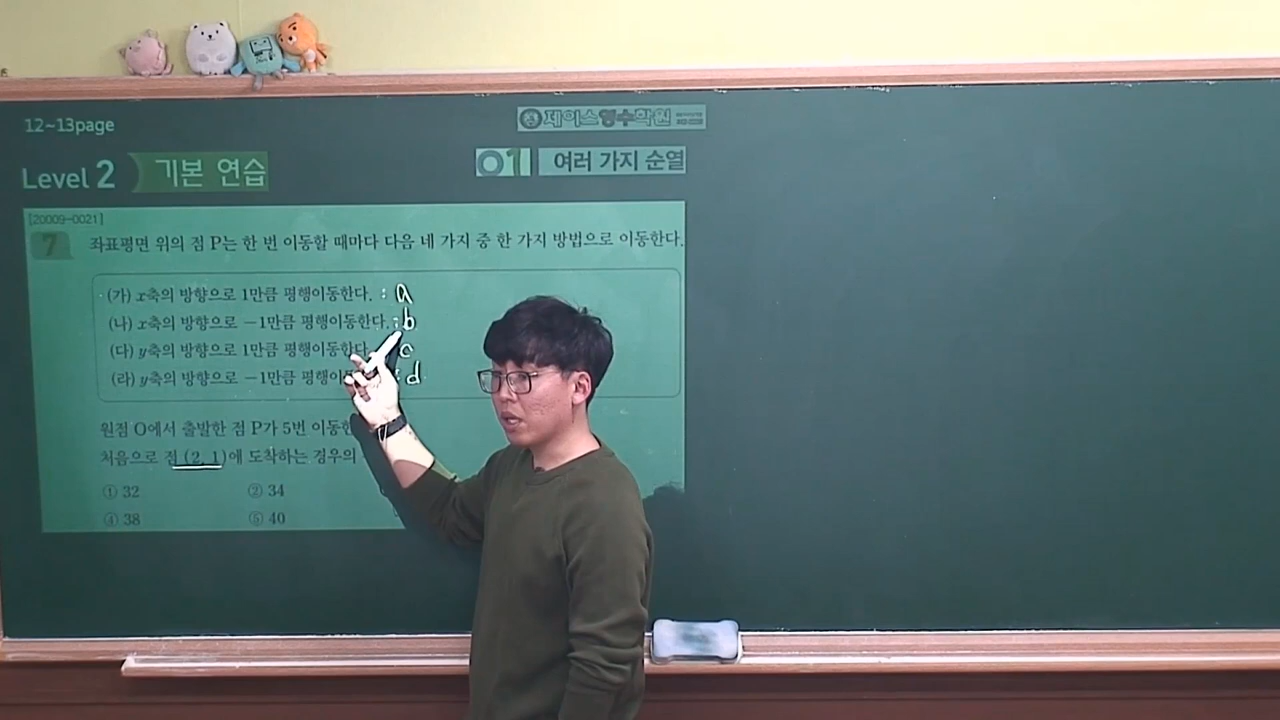 12~13page
제이스영수학원
Level 2 기본 연습
01 여러 가지 순열
[20009-0021]
7 좌표평면 위의 점 P는 한 번 이동할 때마다 다음 네 가지 중 한 가지 방법으로 이동한다.
(가) x축의 방향으로 1만큼 평행이동한다. : a
(나) x축의 방향으로 -1만큼 평행이동한다. : b
(다) y축의 방향으로 1만큼 평행이동한다. c
(라) y축의 방향으로 -1만큼 평행이 : d
원점 O에서 출발한 점 P가 5번 이동
처음으로 점 (2, 1)에 도착하는 경우의
① 32 ② 34
④ 38 ⑤ 40